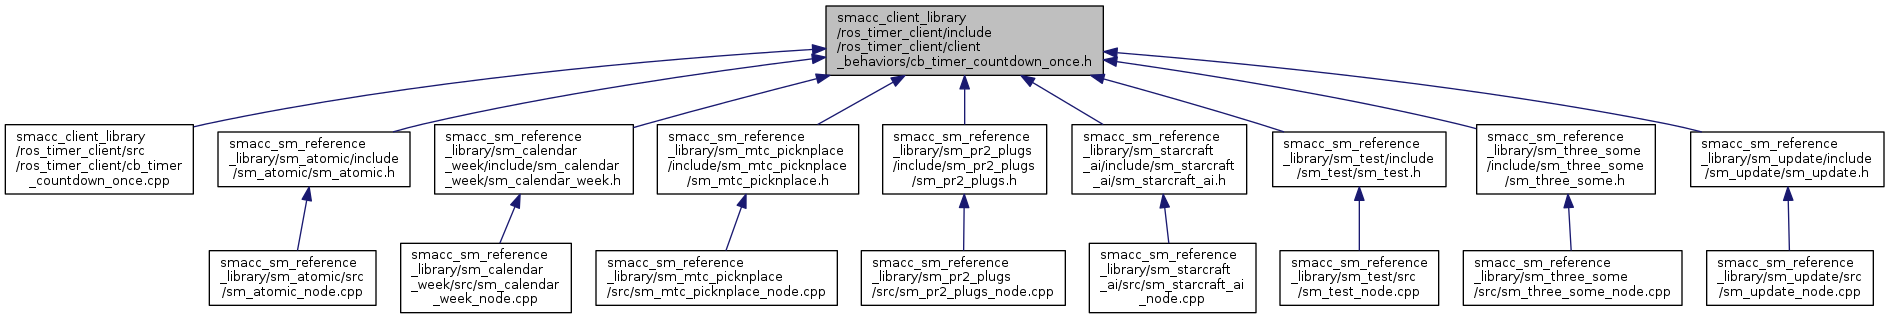 smacc_client_library
/ros_timer_client/include
/ros_timer_client/client
_behaviors/cb_timer_countdown_once.h
smacc_client_library
/ros_timer_client/src
/ros_timer_client/cb_timer
_countdown_once.cpp
smacc_sm_reference
_library/sm_atomic/include
/sm_atomic/sm_atomic.h
smacc_sm_reference
_library/sm_calendar
_week/include/sm_calendar
_week/sm_calendar_week.h
smacc_sm_reference
_library/sm_mtc_picknplace
/include/sm_mtc_picknplace
/sm_mtc_picknplace.h
smacc_sm_reference
_library/sm_pr2_plugs
/include/sm_pr2_plugs
/sm_pr2_plugs.h
smacc_sm_reference
_library/sm_starcraft
_ai/include/sm_starcraft
_ai/sm_starcraft_ai.h
smacc_sm_reference
_library/sm_test/include
/sm_test/sm_test.h
smacc_sm_reference
_library/sm_three_some
/include/sm_three_some
/sm_three_some.h
smacc_sm_reference
_library/sm_update/include
/sm_update/sm_update.h
smacc_sm_reference
_library/sm_atomic/src
/sm_atomic_node.cpp
smacc_sm_reference
_library/sm_calendar
_week/src/sm_calendar
_week_node.cpp
smacc_sm_reference
_library/sm_mtc_picknplace
/src/sm_mtc_picknplace_node.cpp
smacc_sm_reference
_library/sm_pr2_plugs
/src/sm_pr2_plugs_node.cpp
smacc_sm_reference
_library/sm_starcraft
_ai/src/sm_starcraft_ai
_node.cpp
smacc_sm_reference
_library/sm_test/src
/sm_test_node.cpp
smacc_sm_reference
_library/sm_three_some
/src/sm_three_some_node.cpp
smacc_sm_reference
_library/sm_update/src
/sm_update_node.cpp